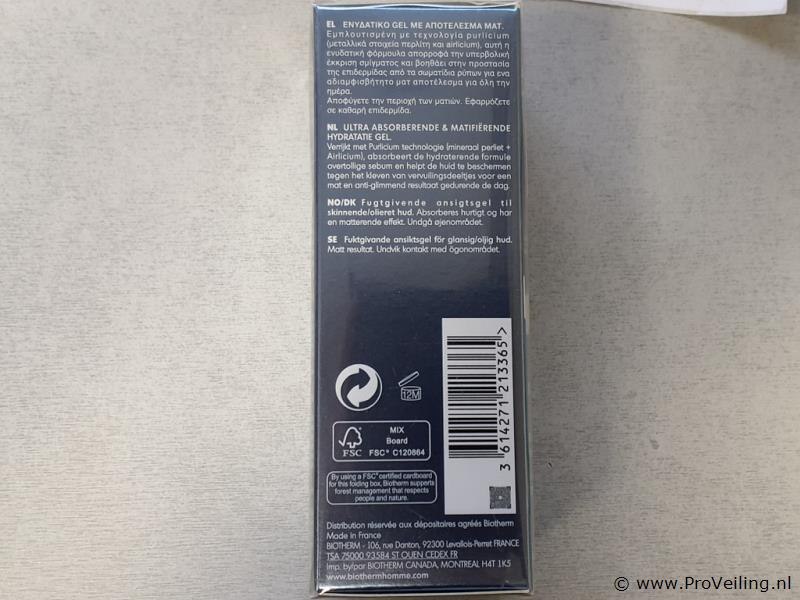 EL ΕΝΥΔΑΤΙΚΟ GEL ΜΕ ΑΠΟΤΕΛΕΣΜΑ ΜΑΤ.
Εμπλουτισμένη με τεχνολογία purlicium
(μεταλλικά στοιχεία περλίτη και airlicium), αυτή η
ενυδατική φόρμουλα απορροφά την υπερβολική
έκκριση σμήγματος και βοηθάει στην προστασία
της επιδερμίδας από τα σωματίδια ρύπων για ενα
αδιαμφισβήτητο ματ αποτέλεσμα για όλη την
ημέρα.
Αποφύγετε την περιοχή των ματιών. Εφαρμόζετε
σε καθαρή επιδερμίδα.
NL ULTRA ABSORBERENDE & MATIFIËRENDE
HYDRATATIE GEL.
Verrijkt met Purlicium technologie (mineraal perliet +
Airlicium), absorbeert de hydraterende formule
overtollige sebum en helpt de huid te beschermen
tegen het kleven van vervuilingsdeeltjes voor een
mat en anti-glimmend resultaat gedurende de dag.
NO/DK Fugtgivende ansigtsgel til
skinnende/olieret hud. Absorberes hurtigt og har
en matterende effekt. Undgå øjenområdet.
SE Fuktgivande ansiktsgel för glansig/oljig hud.
Matt resultat. Undvik kontakt med ögonområdet.
12M
FSC
MIX
Board
FSC® C120864
By using a FSC® certified cardboard
for this folding box, Biotherm supports
forest management that respects
people and nature.
3 614271 213365 >
Distribution réservée aux dépositaires agréés Biotherm
Made in France
BIOTHERM - 106, rue Danton, 92300 Levallois-Perret FRANCE
TSA 75000 93584 ST OUEN CEDEX FR
Imp. by/par BIOTHERM CANADA, MONTREAL H4T 1K5
www.biothermhomme.com
© www.ProVeiling.nl